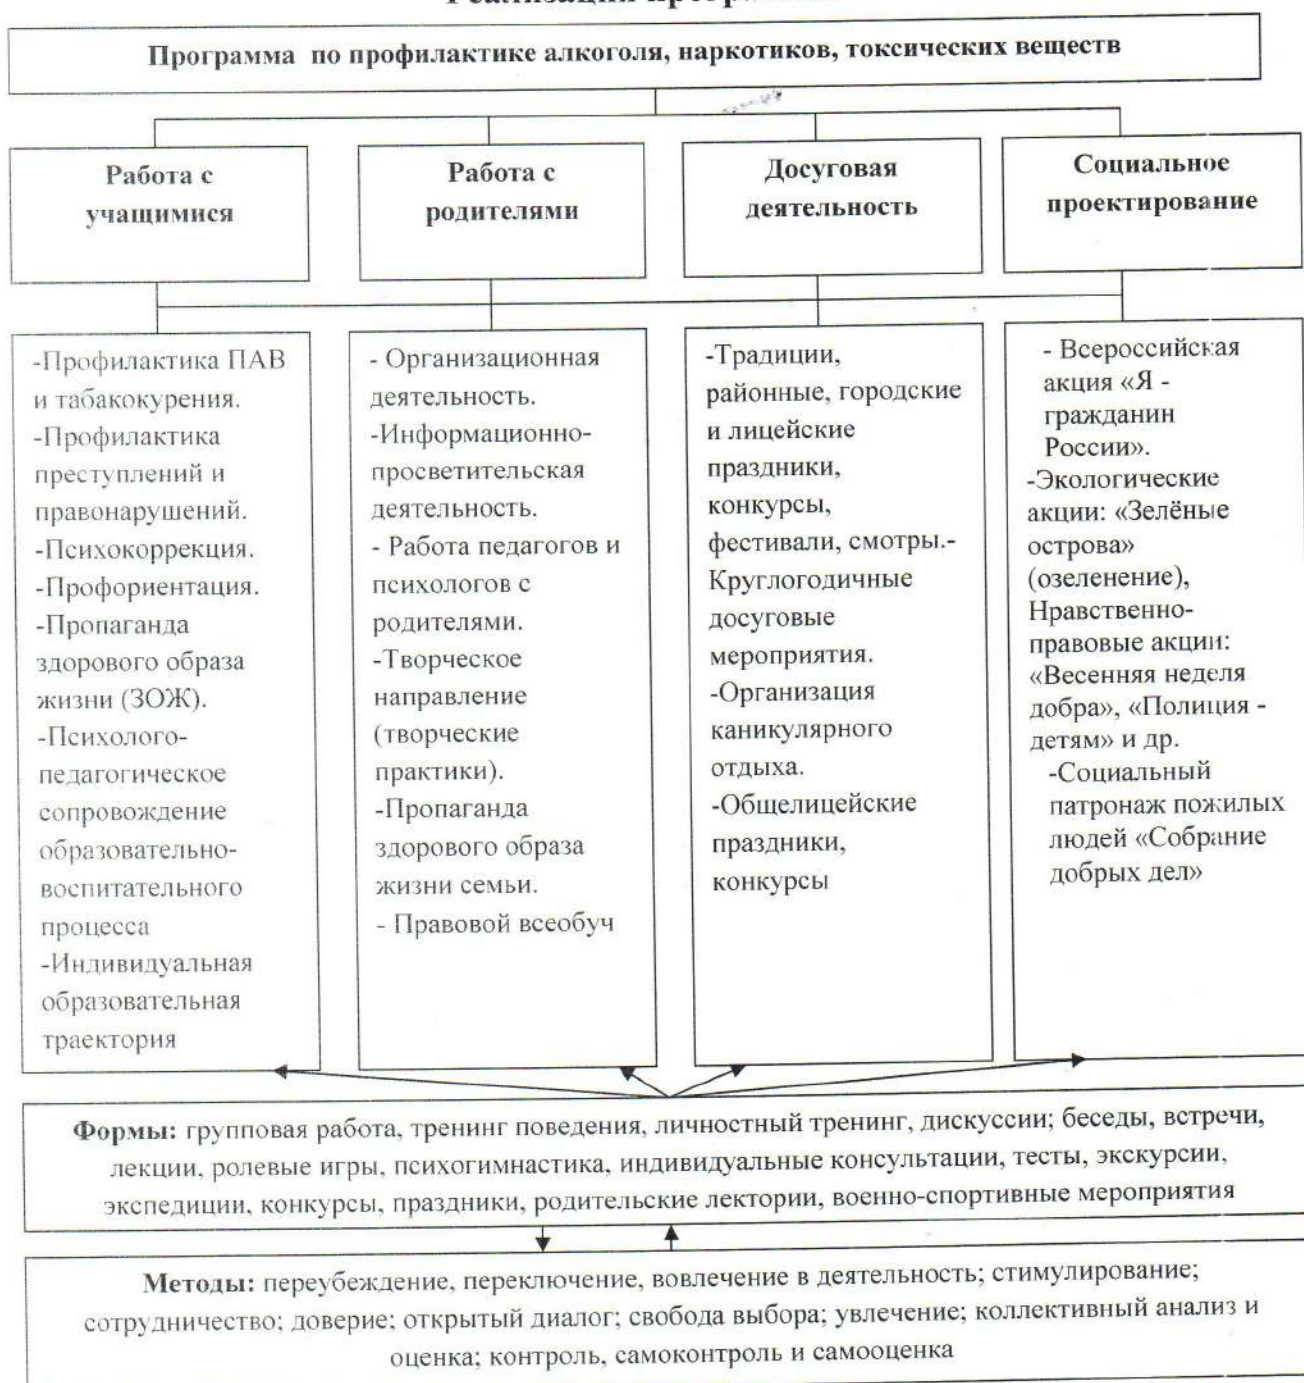 Программа по профилактике алкоголя, наркотиков, токсических веществ
Работа с
учащимися
Работа с
родителями
Досуговая
деятельность
Социальное
проектирование
-Профилактика ПАВ
и табакокурения.
-Профилактика
преступлений и
правонарушений.
-Психокоррекция.
-Профориентация.
-Пропаганда
здорового образа
жизни (ЗОЖ).
-Психолого-
педагогическое
сопровождение
образовательно-
воспитательного
процесса
-Индивидуальная
образовательная
траектория
- Организационная
деятельность.
-Информационно-
просветительская
деятельность.
- Работа педагогов и
психологов с
родителями.
-Творческое
направление
(творческие
практики).
-Пропаганда
здорового образа
жизни семьи.
- Правовой всеобуч
-Традиции,
районные, городские
и лицейские
праздники,
конкурсы,
фестивали, смотры.-
Круглогодичные
досуговые
мероприятия.
-Организация
каникулярного
отдыха.
-Общелицейские
праздники,
конкурсы
- Всероссийская
акция «Я -
гражданин
России».
-Экологические
акции: «Зелёные
острова»
(озеленение),
Нравственно-
правовые акции:
«Весенняя неделя
добра», «Полиция -
детям» и др.
-Социальный
патронаж пожилых
людей «Собрание
добрых дел»
Формы: групповая работа, тренинг поведения, личностный тренинг, дискуссии; беседы, встречи,
лекции, ролевые игры, психогимнастика, индивидуальные консультации, тесты, экскурсии,
экспедиции, конкурсы, праздники, родительские лектории, военно-спортивные мероприятия
Методы: переубеждение, переключение, вовлечение в деятельность; стимулирование;
сотрудничество; доверие; открытый диалог; свобода выбора; увлечение; коллективный анализ и
оценка; контроль, самоконтроль и самооценка